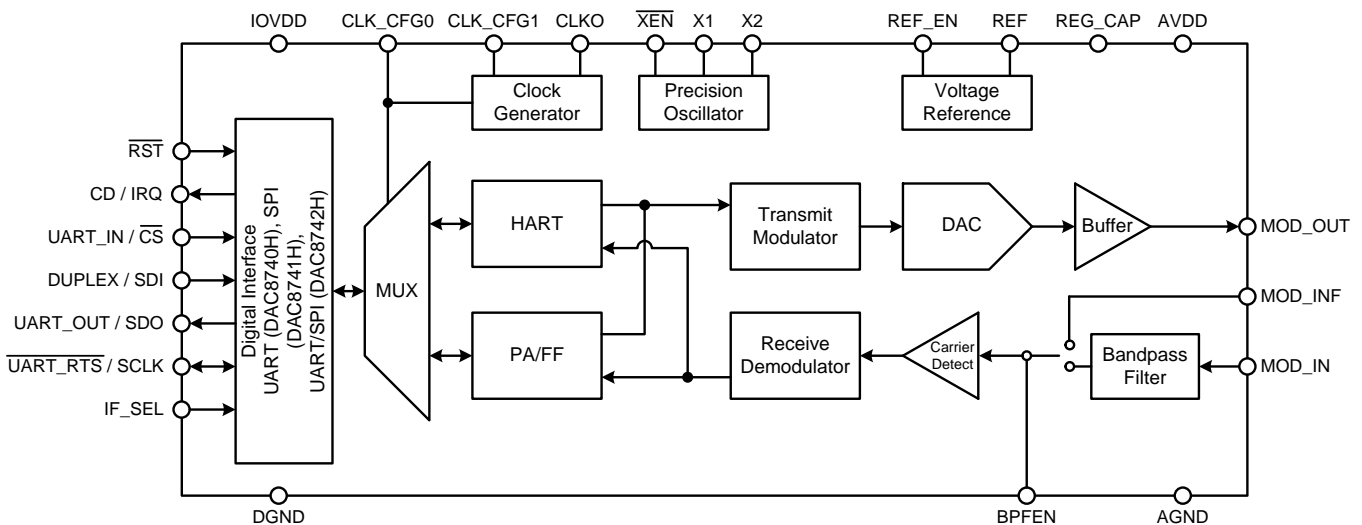 IOVDD
CLK_CFG0
CLK_CFG1
CLKO
XEN
X1
X2
REF_EN
REF
REG_CAP
AVDD
Clock
Generator
Precision
Oscillator
Voltage
Reference
RST
CD / IRQ
UART_IN / CS
DUPLEX / SDI
UART_OUT / SDO
UART_RTS / SCLK
IF_SEL
Digital Interface
UART (DAC8740H), SPI
(DAC8741H),
UART/SPI (DAC8742H)
MUX
HART
PA/FF
Transmit
Modulator
DAC
Buffer
MOD_OUT
MOD_INF
Receive
Demodulator
Carrier
Detect
Bandpass
Filter
MOD_IN
DGND
BPFEN
AGND